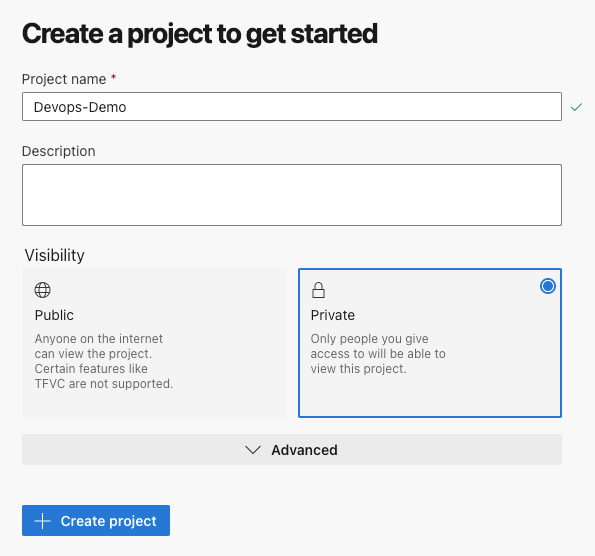 Create a project to get started
Project name *
Devops-Demo
Description
Visibility
Public
Anyone on the internet
can view the project.
Certain features like
TFVC are not supported.
Private
Only people you give
access to will be able to
view this project.
Advanced
Create project